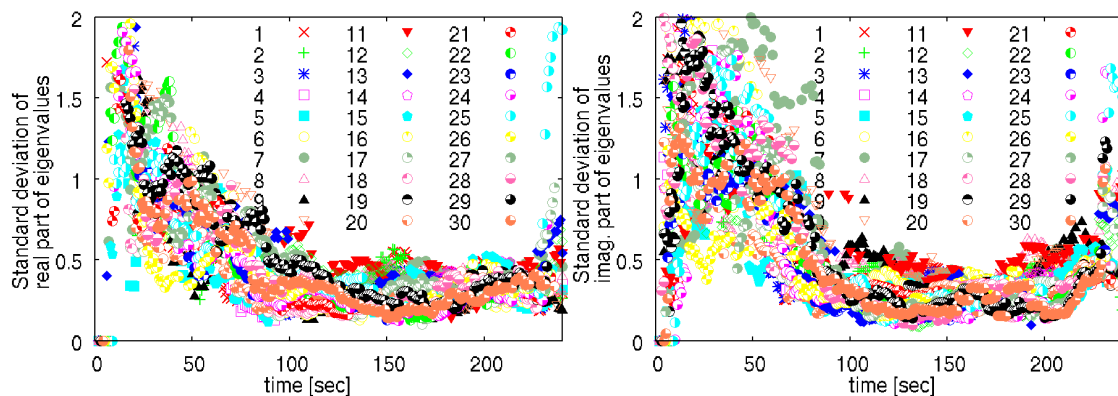 Standard deviation of
real part of eigenvalues
2
1.5
1
0.5
0
0 50 100 150 200
time [sec]
1 11 21
2 12 22
3 13 23
4 14 24
5 15 25
6 16 26
7 17 27
8 18 28
9 19 29
20 30
Standard deviation of
imag. part of eigenvalues
2
1.5
1
0.5
0
0 50 100 150 200
time [sec]
1 11 21
2 12 22
3 13 23
4 14 24
5 15 25
6 16 26
7 17 27
8 18 28
9 19 29
20 30